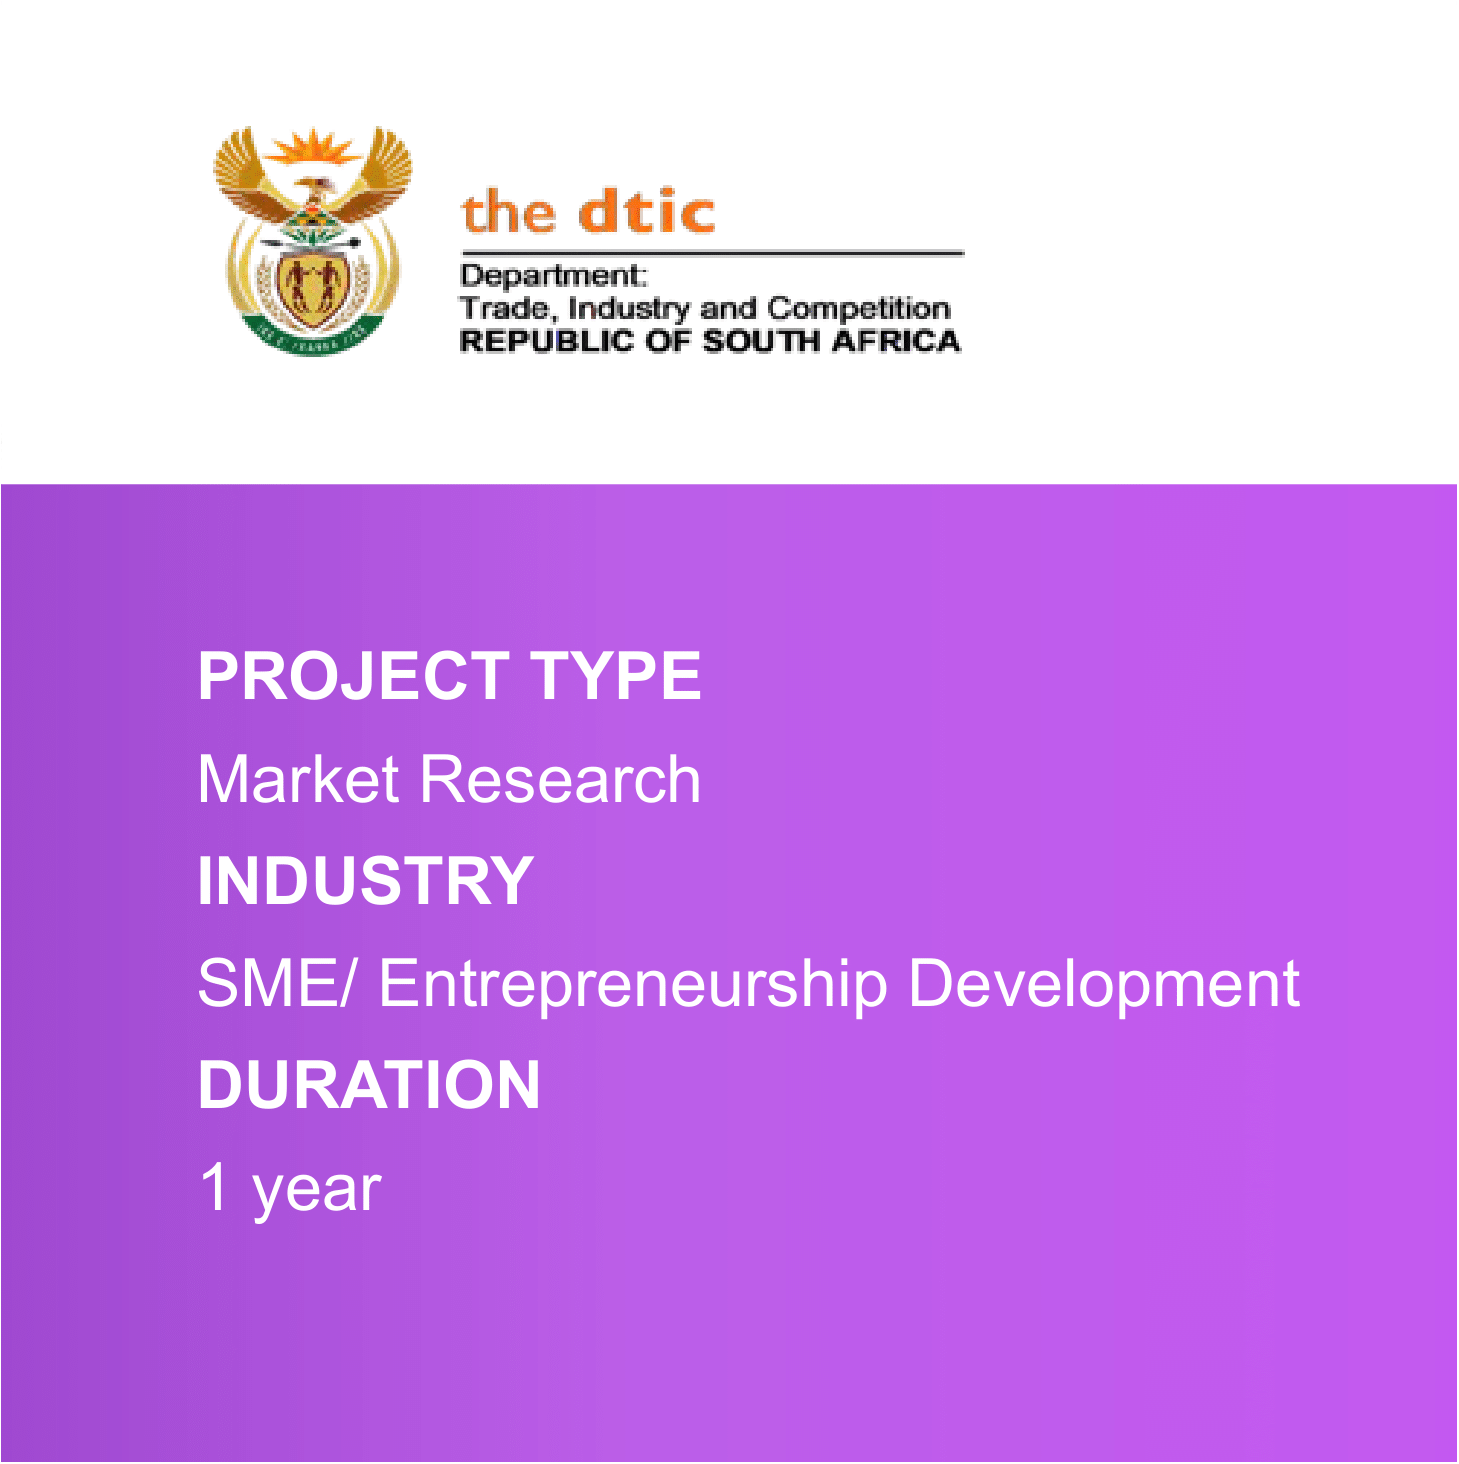 the dtic
Department:
Trade, Industry and Competition
REPUBLIC OF SOUTH AFRICA
PROJECT TYPE
Market Research
INDUSTRY
SME/ Entrepreneurship Development
DURATION
1 year